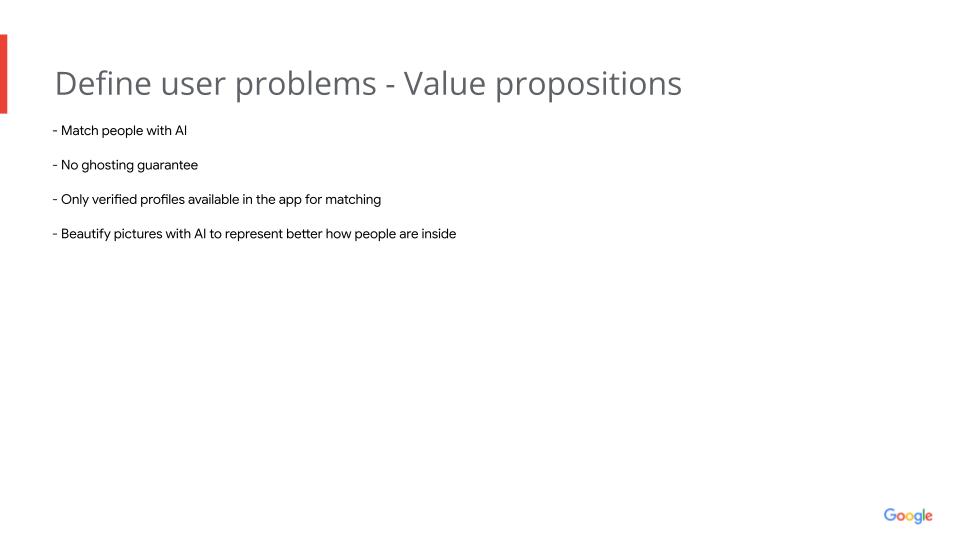 Define user problems - Value propositions
- Match people with AI
- No ghosting guarantee
- Only verified profiles available in the app for matching
- Beautify pictures with AI to represent better how people are inside
Google